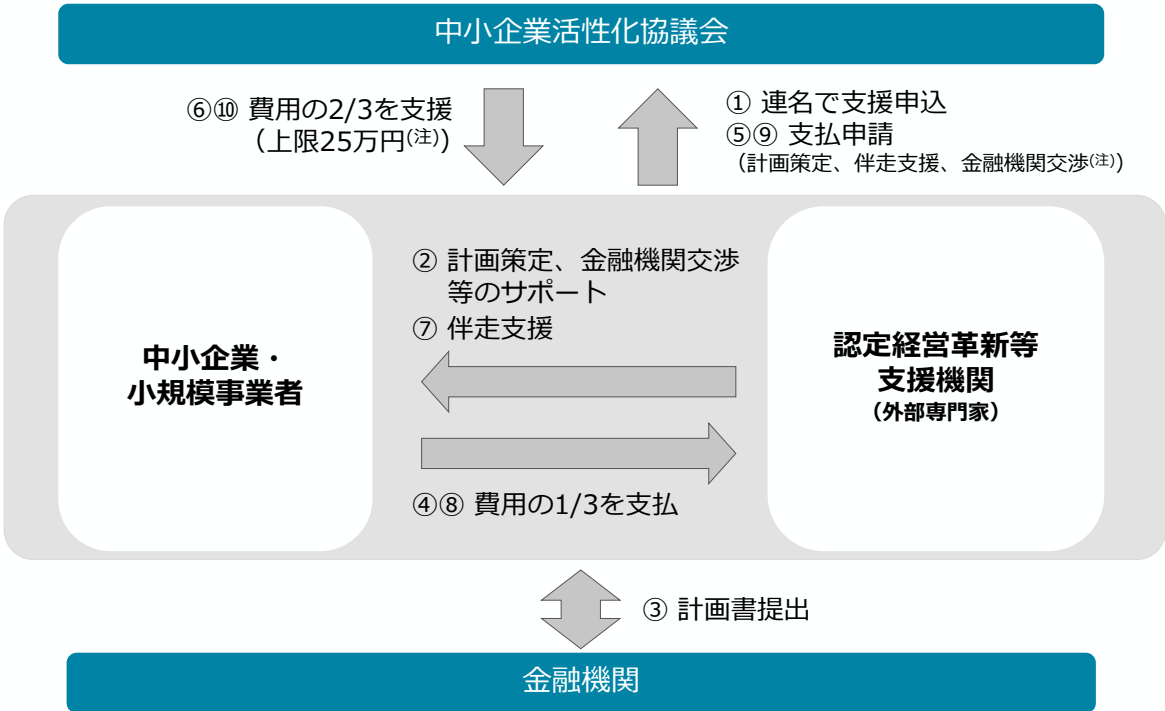 中小企業活性化協議会
⑥⑩ 費用の2/3を支援
（上限25万円(注)）
① 連名で支援申込
⑤⑨ 支払申請
（計画策定、伴走支援、金融機関交渉(注)）
② 計画策定、金融機関交渉
等のサポート
⑦ 伴走支援
中小企業・
小規模事業者
認定経営革新等
支援機関
（外部専門家）
④⑧ 費用の1/3を支払
③ 計画書提出
金融機関